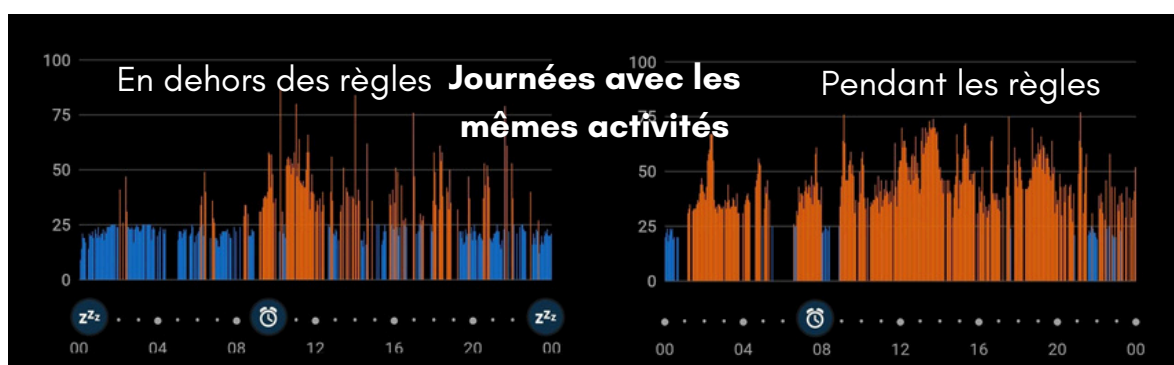 En dehors des règles
Journées avec les
mêmes activités
Pendant les règles
100
75
50
25
0
zzz
zzz
00 04 08 12 16 20 00
100
75
50
25
0
00 04 08 12 16 20 00